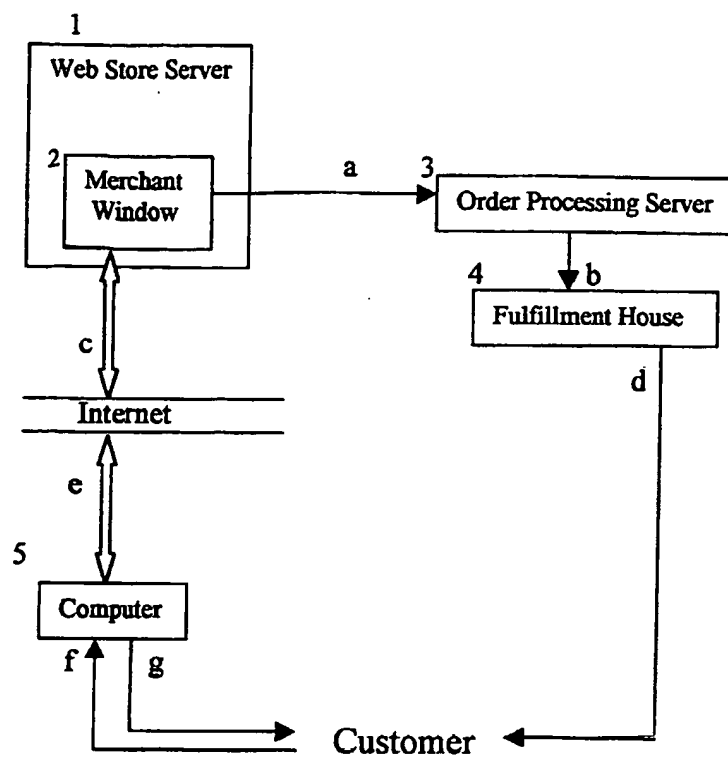 1
Web Store Server
2
Merchant
Window
a
3
Order Processing Server
4
b
Fulfillment House
c
d
Internet
e
5
Computer
f
g
Customer